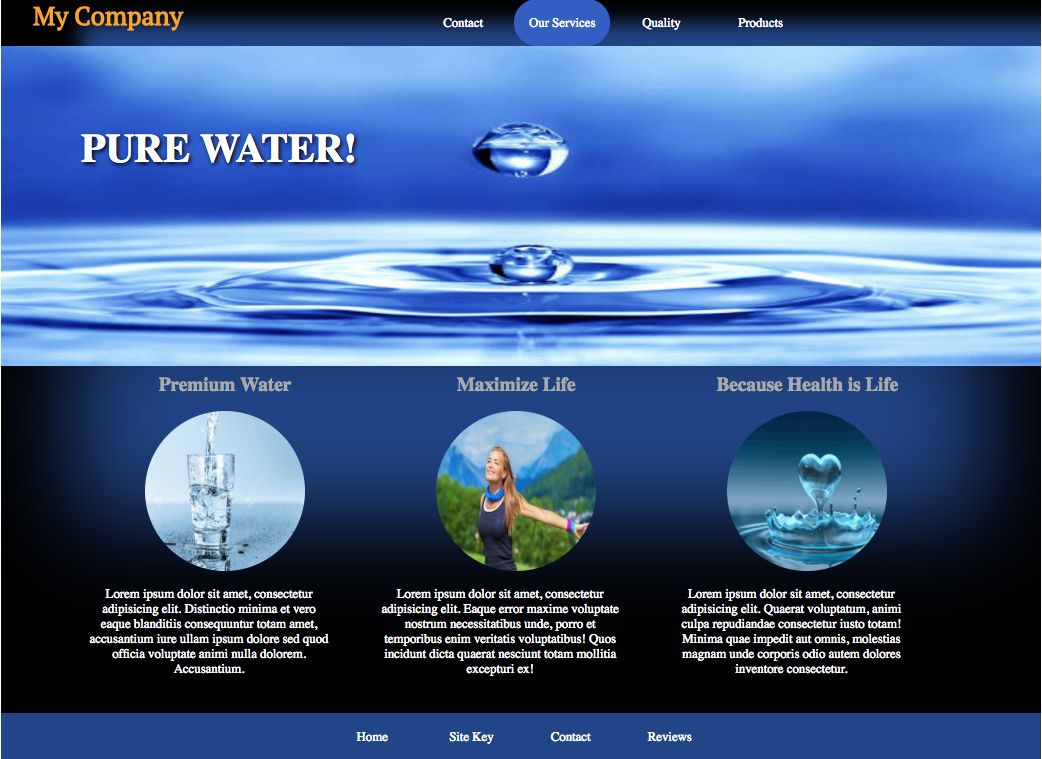 My Company
Contact
Our Services
Quality
Products
PURE WATER!
Premium Water
Maximize Life
Because Health is Life
Lorem ipsum dolor sit amet, consectetur
adipisicing elit. Distinctio minima et vero
eaque blanditiis consequuntur totam amet,
accusantium iure ullam ipsum dolore sed quod
officia voluptate animi nulla dolorem.
Accusantium.
Lorem ipsum dolor sit amet, consectetur
adipisicing elit. Eaque error maxime voluptate
nostrum necessitatibus unde, porro et
temporibus enim veritatis voluptatibus! Quos
incidunt dicta quaerat nesciunt totam mollitia
excepturi ex!
Lorem ipsum dolor sit amet, consectetur
adipisicing elit. Quaerat voluptatum, animi
culpa repudiandae consectetur iusto totam!
Minima quae impedit aut omnis, molestias
magnam unde corporis odio autem dolores
inventore consectetur.
Home
Site Key
Contact
Reviews